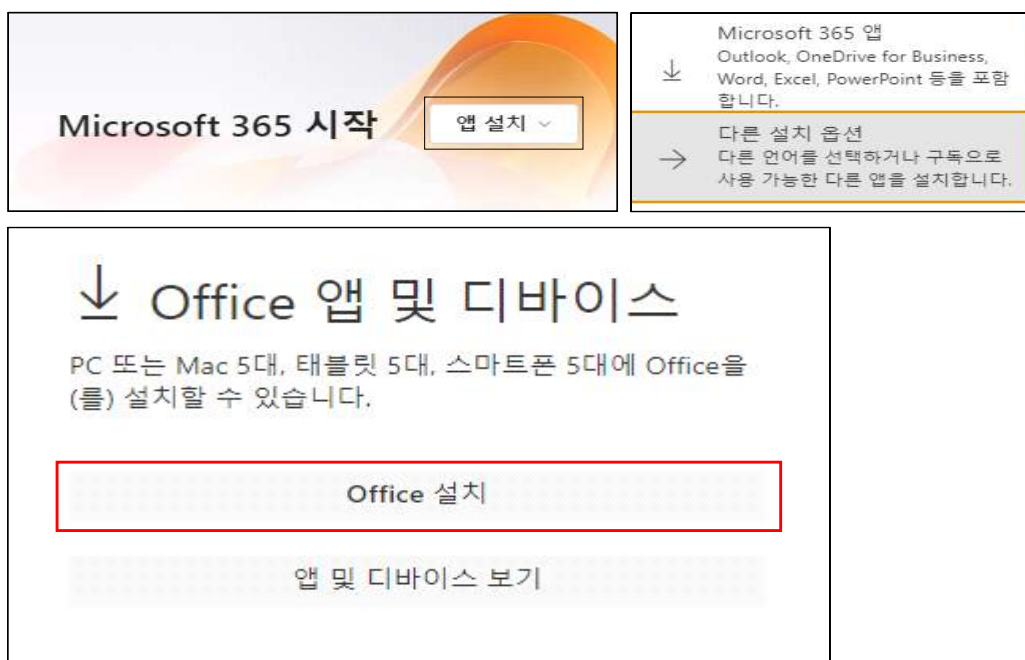 Microsoft 365 시작
앱 설치
Microsoft 365 앱
Outlook, OneDrive for Business,
Word, Excel, PowerPoint 등을 포함
합니다.
다른 설치 옵션
다른 언어를 선택하거나 구독으로
사용 가능한 다른 앱을 설치합니다.
Office 앱 및 디바이스
PC 또는 Mac 5대, 태블릿 5대, 스마트폰 5대에 Office을
(를) 설치할 수 있습니다.
Office 설치
앱 및 디바이스 보기